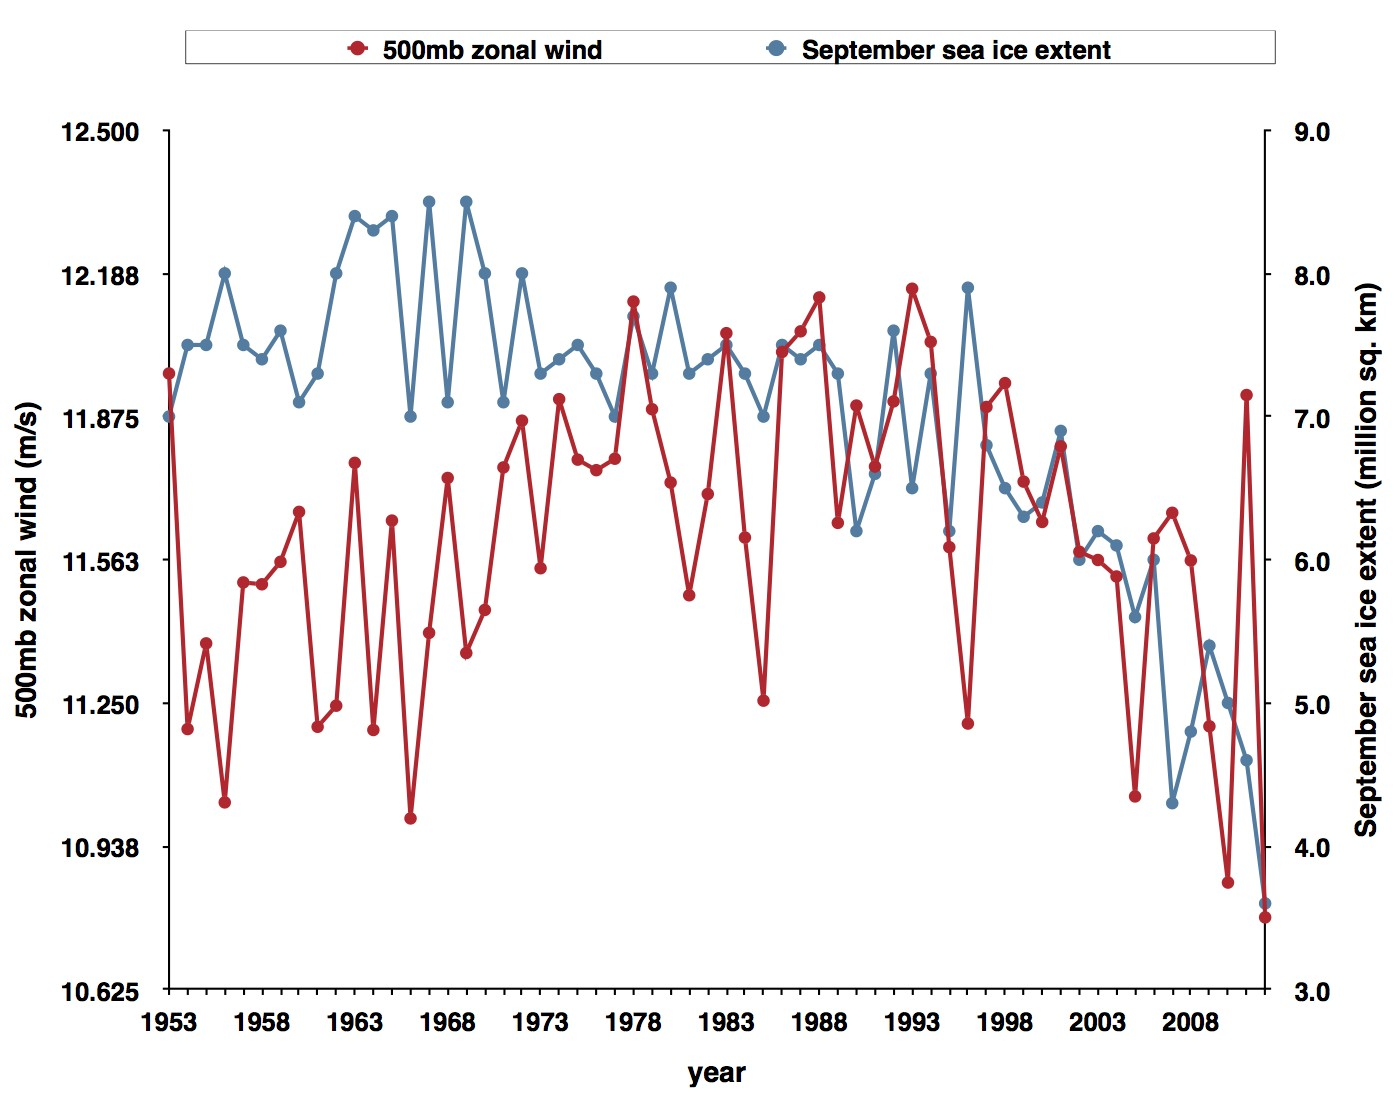 500mb zonal wind September sea ice extent
12.500
12.188
11.875
11.563
11.250
10.938
10.625
500mb zonal wind (m/s)
9.0
8.0
7.0
6.0
5.0
4.0
3.0
September sea ice extent (million sq. km)
1953 1958 1963 1968 1973 1978 1983 1988 1993 1998 2003 2008
year